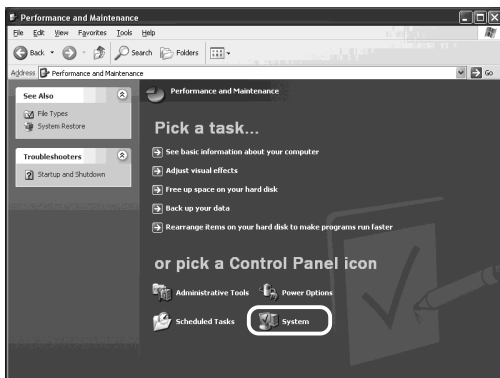 Performance and Maintenance
File Edit View Favorites Tools Help
Back Search Folders
Address Performance and Maintenance Go
See Also
File Types
System Restore
Troubleshooters
Startup and Shutdown
Performance and Maintenance
Pick a task...
See basic information about your computer
Adjust visual effects
Free up space on your hard disk
Back up your data
Rearrange items on your hard disk to make programs run faster
or pick a Control Panel icon
Administrative Tools Power Options
Scheduled Tasks System